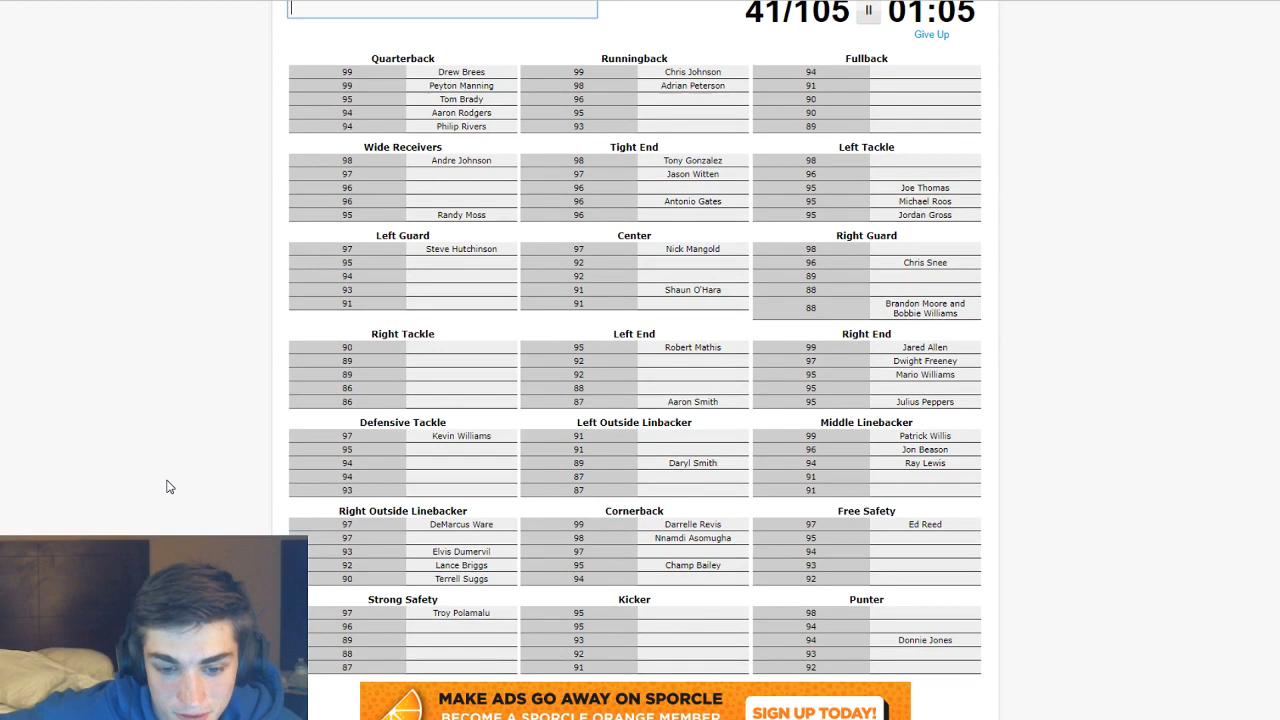 41/105 01:05
Give Up
Quarterback Runningback Fullback
99 Drew Brees 99 Chris Johnson 94
99 Peyton Manning 98 Adrian Peterson 91
95 Tom Brady 96 90
94 Aaron Rodgers 95 90
94 Philip Rivers 93 89
Wide Receivers Tight End Left Tackle
98 Andre Johnson 98 Tony Gonzalez 98
97 97 Jason Witten 96
96 96 95 Joe Thomas
96 96 Antonio Gates 95 Michael Roos
95 Randy Moss 96 95 Jordan Gross
Left Guard Center Right Guard
97 Steve Hutchinson 97 Nick Mangold 98
95 92 96 Chris Snee
94 92 89
93 91 Shaun O'Hara 88
91 91 88 Brandon Moore and
Bobbie Williams
Right Tackle Left End Right End
90 95 Robert Mathis 99 Jared Allen
89 92 97 Dwight Freeney
89 92 95 Mario Williams
86 88 95
86 87 Aaron Smith 95 Julius Peppers
Defensive Tackle Left Outside Linbacker Middle Linebacker
97 Kevin Williams 91 99 Patrick Willis
95 91 96 Jon Beason
94 89 Daryl Smith 94 Ray Lewis
94 87 91
93 87 91
Right Outside Linebacker Cornerback Free Safety
97 DeMarcus Ware 99 Darrelle Revis 97 Ed Reed
97 98 Nnamdi Asomugha 95
93 Elvis Dumervil 97 94
92 Lance Briggs 95 Champ Bailey 93
90 Terrell Suggs 94 92
Strong Safety Kicker Punter
97 Troy Polamalu 95 98
96 95 94
89 93 94 Donnie Jones
88 92 93
87 91 92
MAKE ADS GO AWAY ON SPORCLE
BECOME A SPORCLE ORANGE MEMBER
SIGN UP TODAY!